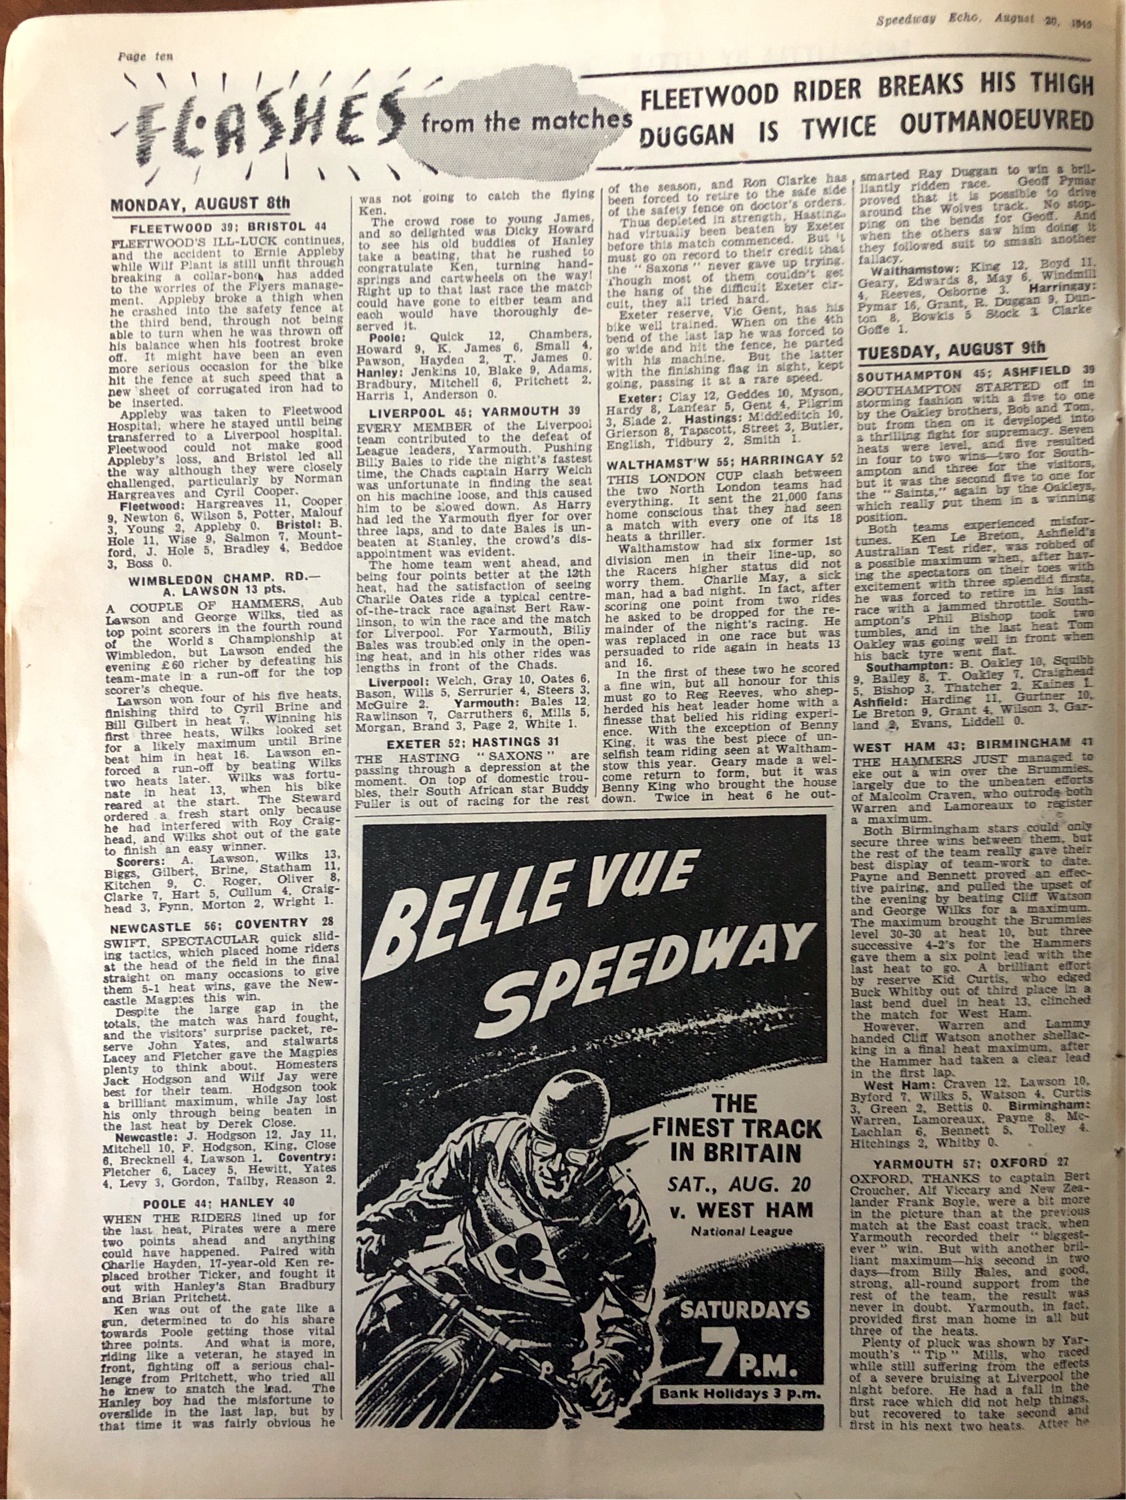 Speedway Echo, August 20, 1949
Page ten
FLASHES from the matches
FLEETWOOD RIDER BREAKS HIS THIGH
DUGGAN IS TWICE OUTMANOEUVRED
MONDAY, AUGUST 8th
FLEETWOOD 39; BRISTOL 44
FLEETWOOD'S ILL-LUCK continues,
and the accident to Ernie Appleby
while Wilf Plant is still unfit through
breaking a collar-bone, has added
to the worries of the Flyers manage-
ment. Appleby broke a thigh when
he crashed into the safety fence at
the third bend, through not being
able to turn when he was thrown off
his balance when his footrest broke
off. It might have been an even
more serious occasion for the bike
hit the fence at such speed that a
new sheet of corrugated iron had to
be inserted.
Appleby was taken to Fleetwood
Hospital, where he stayed until being
transferred to a Liverpool hospital.
Fleetwood could not make good
Appleby's loss, and Bristol led all
the way although they were closely
challenged, particularly by Norman
Hargreaves and Cyril Cooper.
Fleetwood: Hargreaves 11, Cooper
9, Newton 6, Wilson 5, Potter, Malouf
3, Young 2, Appleby 0. Bristol: B.
Hole 11, Wise 9, Salmon 7, Mount-
ford, J. Hole 5, Bradley 4, Beddoe
3, Boss 0.
WIMBLEDON CHAMP. RD.—
A. LAWSON 13 pts.
A COUPLE OF HAMMERS, Aub
Lawson and George Wilks, tied as
top point scorers in the fourth round
of the World's Championship at
Wimbledon, but Lawson ended the
evening £60 richer by defeating his
team-mate in a run-off for the top
scorer's cheque.
Lawson won four of his five heats,
finishing third to Cyril Brine and
Bill Gilbert in heat 7. Winning his
first three heats, Wilks looked set
for a likely maximum until Brine
beat him in heat 16. Lawson en-
forced a run-off by beating Wilks
two heats later. Wilks was fortu-
nate in heat 13, when his bike
reared at the start. The Steward
ordered a fresh start only because
he had interfered with Roy Craig-
head, and Wilks shot out of the gate
to finish an easy winner.
Scorers: A. Lawson, Wilks 13,
Biggs, Gilbert, Brine, Statham 11,
Kitchen 9, C. Roger, Oliver 8,
Clarke 7, Hart 5, Cullum 4, Craig-
head 3, Fynn, Morton 2, Wright 1.
NEWCASTLE 56; COVENTRY 28
SWIFT, SPECTACULAR quick slid-
ing tactics, which placed home riders
at the head of the field in the final
straight on many occasions to give
them 5-1 heat wins, gave the New-
castle Magpies this win.
Despite the large gap in the
totals, the match was hard fought,
and the visitors' surprise packet, re-
serve John Yates, and stalwarts
Lacey and Fletcher gave the Magpies
plenty to think about. Homesters
Jack Hodgson and Wilf Jay were
best for their team. Hodgson took
a brilliant maximum, while Jay lost
his only through being beaten in
the last heat by Derek Close.
Newcastle: J. Hodgson 12, Jay 11,
Mitchell 10, P. Hodgson, King, Close
6, Brecknell 4, Lawson 1. Coventry:
Fletcher 6, Lacey 5, Hewitt, Yates
4, Levy 3, Gordon, Tailby, Reason 2.
POOLE 44; HANLEY 40
WHEN THE RIDERS lined up for
the last heat, Pirates were a mere
two points ahead and anything
could have happened. Paired with
Charlie Hayden, 17-year-old Ken re-
placed brother Ticker, and fought it
out with Hanley's Stan Bradbury
and Brian Pritchett.
Ken was out of the gate like a
gun, determined to do his share
towards Poole getting those vital
three points. And what is more,
riding like a veteran, he stayed in
front, fighting off a serious chal-
lenge from Pritchett, who tried all
he knew to snatch the lead. The
Hanley boy had the misfortune to
overslide in the last lap, but by
that time it was fairly obvious he
was not going to catch the flying
Ken.
The crowd rose to young James,
and so delighted was Dicky Howard
to see his old buddies of Hanley
take a beating, that he rushed to
congratulate Ken, turning hand-
springs and cartwheels on the way!
Right up to that last race the match
could have gone to either team and
each would have thoroughly de-
served it.
Poole: Quick 12, Chambers,
Howard 9, K. James 6, Small 4,
Pawson, Hayden 2, T. James 0.
Hanley: Jenkins 10, Blake 9, Adams,
Bradbury, Mitchell 6, Pritchett 2,
Harris 1, Anderson 0.
LIVERPOOL 45; YARMOUTH 39
EVERY MEMBER of the Liverpool
team contributed to the defeat of
League leaders, Yarmouth. Pushing
Billy Bales to ride the night's fastest
time, the Chads captain Harry Welch
was unfortunate in finding the seat
on his machine loose, and this caused
him to be slowed down. As Harry
had led the Yarmouth flyer for over
three laps, and to date Bales is un-
beaten at Stanley, the crowd's dis-
appointment was evident.
The home team went ahead, and
being four points better at the 12th
heat, had the satisfaction of seeing
Charlie Oates ride a typical centre-
of-the-track race against Bert Raw-
linson, to win the race and the match
for Liverpool. For Yarmouth, Billy
Bales was troubled only in the open-
ing heat, and in his other rides was
lengths in front of the Chads.
Liverpool: Welch, Gray 10, Oates 6,
Bason, Wills 5, Serrurier 4, Steers 3,
McGuire 2. Yarmouth: Bales 12,
Rawlinson 7, Carruthers 6, Mills 5,
Morgan, Brand 3, Page 2, White 1.
EXETER 52; HASTINGS 31
THE HASTING "SAXONS" are
passing through a depression at the
moment. On top of domestic trou-
bles, their South African star Buddy
Fuller is out of racing for the rest
of the season, and Ron Clarke has
been forced to retire to the safe side
of the safety fence on doctor's orders.
Thus depleted in strength, Hastings
had virtually been beaten by Exeter
before this match commenced. But it
must go on record to their credit that
the "Saxons" never gave up trying.
Though most of them couldn't get
the hang of the difficult Exeter cir-
cuit, they all tried hard.
Exeter reserve, Vic Gent, has his
bike well trained. When on the 4th
bend of the last lap he was forced to
go wide and hit the fence, he parted
with his machine. But the latter
with the finishing flag in sight, kept
going, passing it at a rare speed.
Exeter: Clay 12, Geddes 10, Myson,
Hardy 8, Lanfear 5, Gent 4, Pilgrim
3, Slade 2. Hastings: Middleditch 10,
Grierson 8, Tapscott, Street 3, Butler,
English, Tidbury 2, Smith 1.
WALTHAMST'W 55; HARRINGAY 52
THIS LONDON CUP clash between
the two North London teams had
everything. It sent the 21,000 fans
home conscious that they had seen
a match with every one of its 18
heats a thriller.
Walthamstow had six former 1st
division men in their line-up, so
the Racers higher status did not
worry them. Charlie May, a sick
man, had a bad night. In fact, after
scoring one point from two rides
he asked to be dropped for the re-
mainder of the night's racing. He
was replaced in one race but was
persuaded to ride again in heats 13
and 16.
In the first of these two he scored
a fine win, but all honour for this
must go to Reg Reeves, who shep-
herded his heat leader home with a
finesse that belied his riding experi-
ence. With the exception of Benny
King, it was the best piece of un-
selfish team riding seen at Waltham-
stow this year. Geary made a wel-
come return to form, but it was
Benny King who brought the house
down. Twice in heat 6 he out-
smarted Ray Duggan to win a bril-
liantly ridden race. Geoff Pymar
proved that it is possible to drive
around the Wolves track. No stop-
ping on the bends for Geoff. And
when the others saw him doing it
they followed suit to smash another
fallacy.
Walthamstow: King 12, Boyd 11,
Geary, Edwards 8, May 6, Windmill
4, Reeves, Osborne 3. Harringay:
Pymar 16, Grant, R. Duggan 9, Dun-
ton 8, Bowkis 5 Stock 3 Clarke
Goffe 1.
TUESDAY, AUGUST 9th
SOUTHAMPTON 45; ASHFIELD 39
SOUTHAMPTON STARTED off in
storming fashion with a five to one
by the Oakley brothers, Bob and Tom,
but from then on it developed into
a thrilling fight for supremacy. Seven
heats were level, and five resulted
in four to two wins—two for South-
ampton and three for the visitors,
but it was the second five to one for
the "Saints," again by the Oakleys,
which really put them in a winning
position.
Both teams experienced misfor-
tunes. Ken Le Breton, Ashfield's
Australian Test rider, was robbed of
a possible maximum when, after hav-
ing the spectators on their toes with
excitement with three splendid firsts,
he was forced to retire in his last
race with a jammed throttle. South-
ampton's Phil Bishop took two
tumbles, and in the last heat Tom
Oakley was going well in front when
his back tyre went flat.
Southampton: B. Oakley 10, Squibb
9, Bailey 8, T. Oakley 7, Craighead
5, Bishop 3, Thatcher 2, Kaines 1.
Ashfield: Harding 11, Gurtner 10,
Le Breton 9, Grant 4, Wilson 3, Gar-
land 2, Evans, Liddell 0.
WEST HAM 43; BIRMINGHAM 41
THE HAMMERS JUST managed to
eke out a win over the Brummies,
largely due to the unbeaten efforts
of Malcolm Craven, who outrode both
Warren and Lamoreaux to register
a maximum.
Both Birmingham stars could only
secure three wins between them, but
the rest of the team really gave their
best display of team-work to date.
Payne and Bennett proved an effec-
tive pairing, and pulled the upset of
the evening by beating Cliff Watson
and George Wilks for a maximum.
The maximum brought the Brummies
level 30-30 at heat 10, but three
successive 4-2's for the Hammers
gave them a six point lead with the
last heat to go. A brilliant effort
by reserve Kid Curtis, who edged
Buck Whitby out of third place in a
last bend duel in heat 13, clinched
the match for West Ham.
However, Warren and Lammy
handed Cliff Watson another shellac-
king in a final heat maximum, after
the Hammer had taken a clear lead
in the first lap.
West Ham: Craven 12, Lawson 10,
Byford 7, Wilks 5, Watson 4, Curtis
3, Green 2, Bettis 0. Birmingham:
Warren, Lamoreaux, Payne 8, Mc-
Lachlan 6, Bennett 5, Tolley 4.
Hitchings 2, Whitby 0.
YARMOUTH 57; OXFORD 27
OXFORD, THANKS to captain Bert
Croucher, Alf Viccary and New Zea-
lander Frank Boyle, were a bit more
in the picture than at the previous
match at the East coast track, when
Yarmouth recorded their "biggest-
ever" win. But with another bril-
liant maximum—his second in two
days—from Billy Bales, and good,
strong, all-round support from the
rest of the team, the result was
never in doubt. Yarmouth, in fact,
provided first man home in all but
three of the heats.
Plenty of pluck was shown by Yar-
mouth's "Tip" Mills, who raced
while still suffering from the effects
of a severe bruising at Liverpool the
night before. He had a fall in the
first race which did not help things,
but recovered to take second and
first in his next two heats. After he
BELLE VUE
SPEEDWAY
THE
FINEST TRACK
IN BRITAIN
SAT., AUG. 20
v. WEST HAM
National League
SATURDAYS
7 P.M.
Bank Holidays 3 p.m.